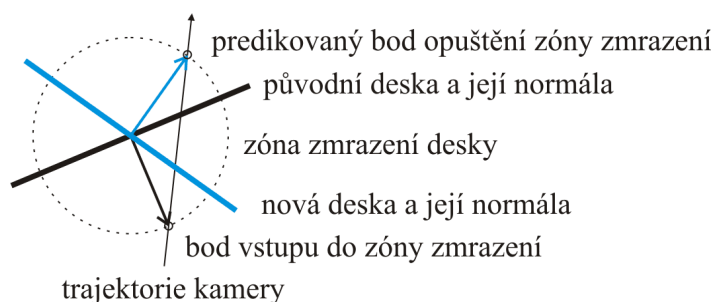 predikovaný bod opuštění zóny zmrazení
původní deska a její normála
zóna zmrazení desky
nová deska a její normála
bod vstupu do zóny zmrazení
trajektorie kamery